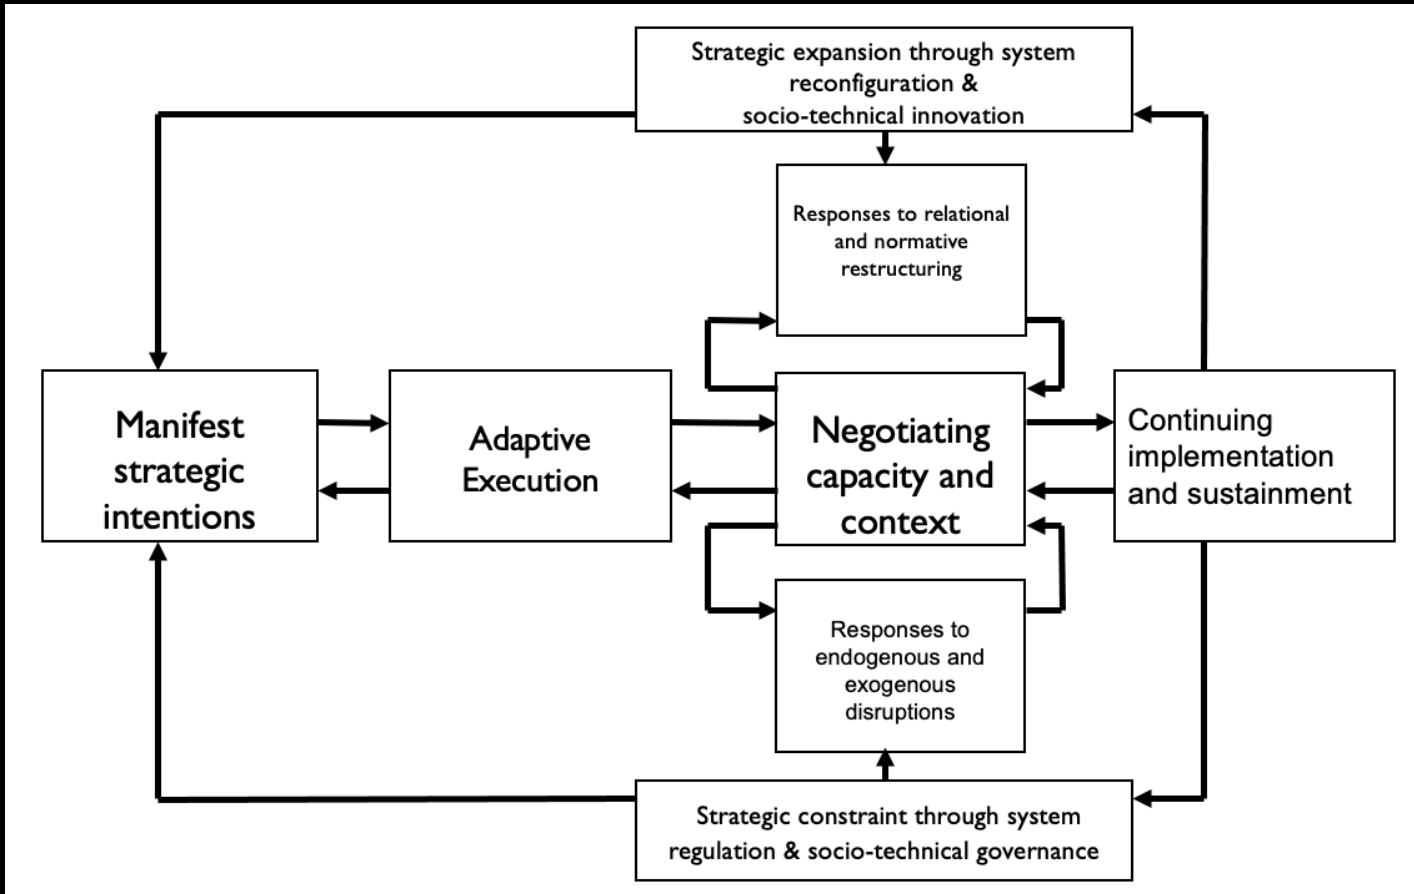 Strategic expansion through system
reconfiguration &
socio-technical innovation
Responses to relational
and normative
restructuring
Manifest
strategic
intentions
Adaptive
Execution
Negotiating
capacity and
context
Continuing
implementation
and sustainment
Responses to
endogenous and
exogenous
disruptions
Strategic constraint through system
regulation & socio-technical governance